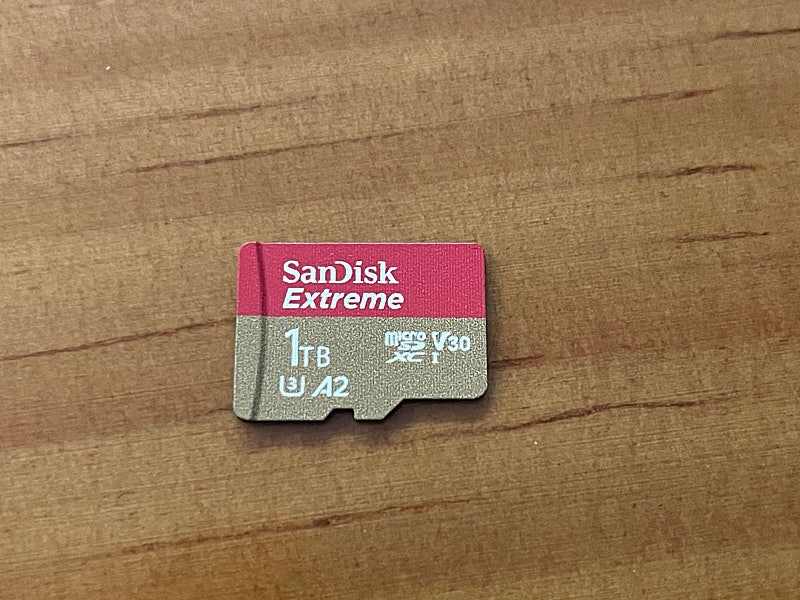 SanDisk
Extreme
1TB
micro SD XC I V30
U3 A2